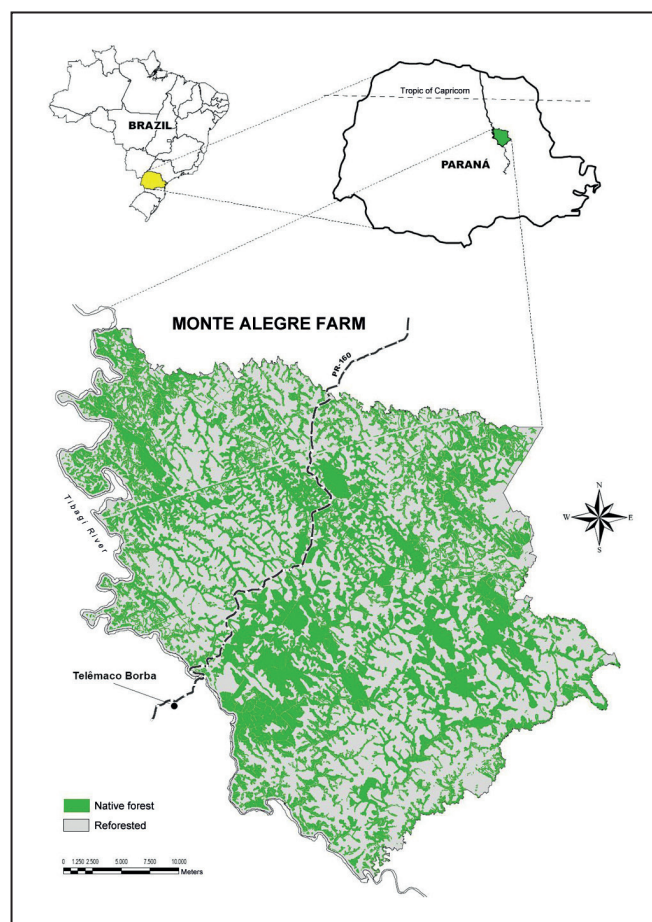 BRAZIL
Tropic of Capricorn
PARANÁ
MONTE ALEGRE FARM
PR-160
Tibagi River
N
W
E
S
Telêmaco Borba
Native forest
Reforested
0 1.250 2.500 5.000 7.500 10.000
Meters